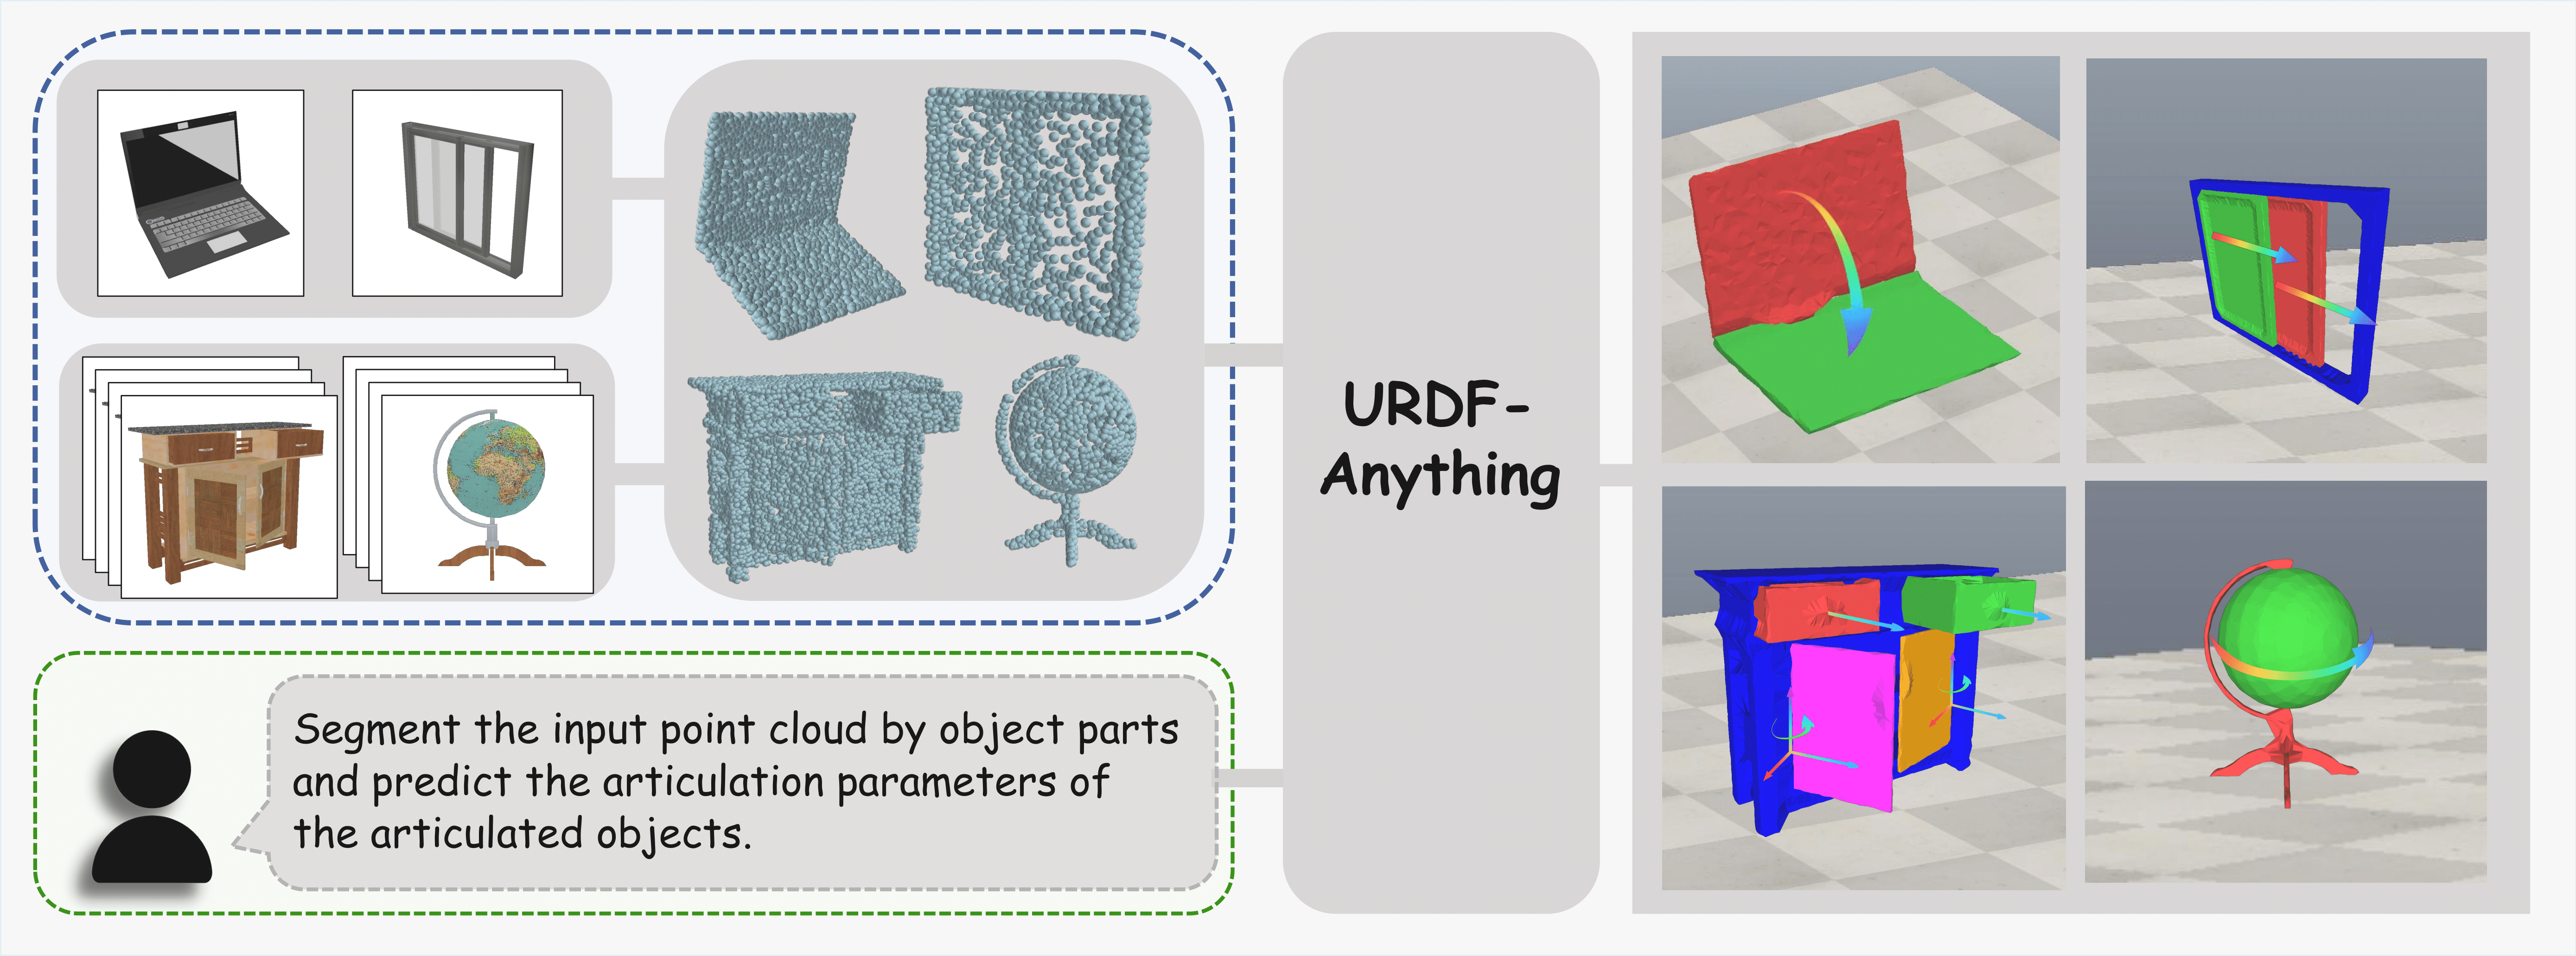 URDF-
Anything
Segment the input point cloud by object parts
and predict the articulation parameters of
the articulated objects.